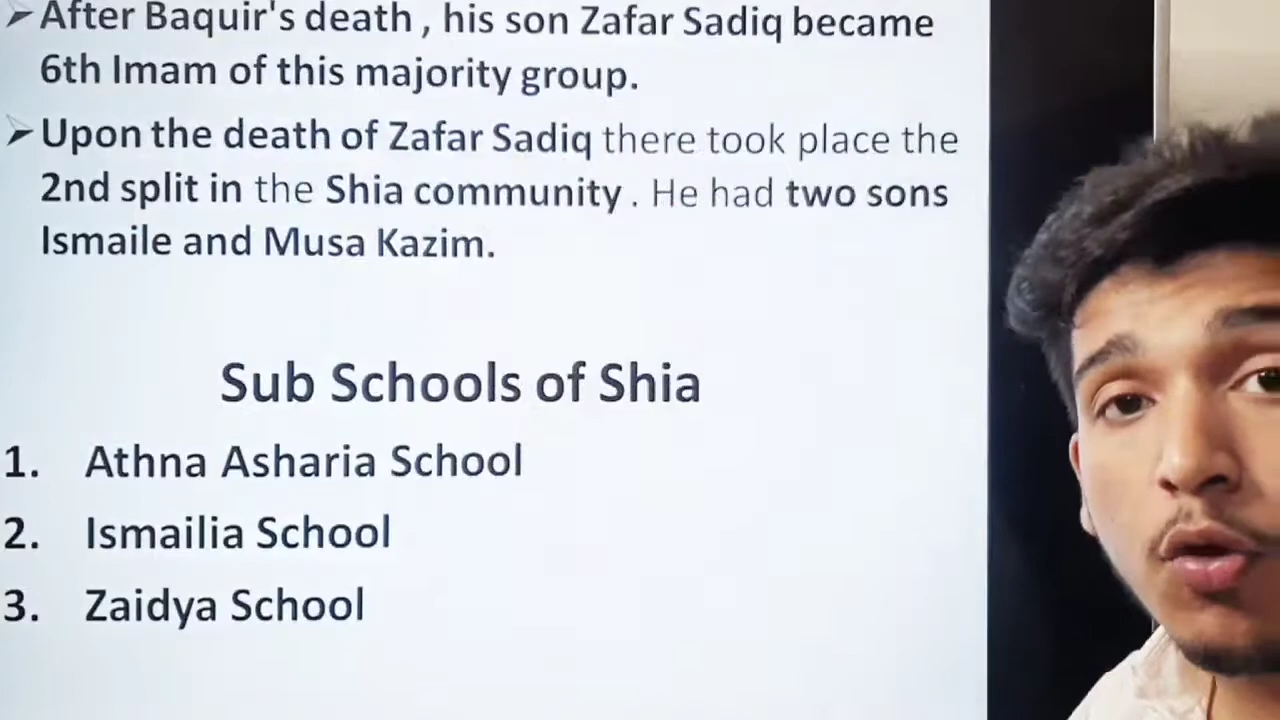 ➢After Baquir's death , his son Zafar Sadiq became
6th Imam of this majority group.
➢Upon the death of Zafar Sadiq there took place the
2nd split in the Shia community . He had two sons
Ismaile and Musa Kazim.
Sub Schools of Shia
1. Athna Asharia School
2. Ismailia School
3. Zaidya School